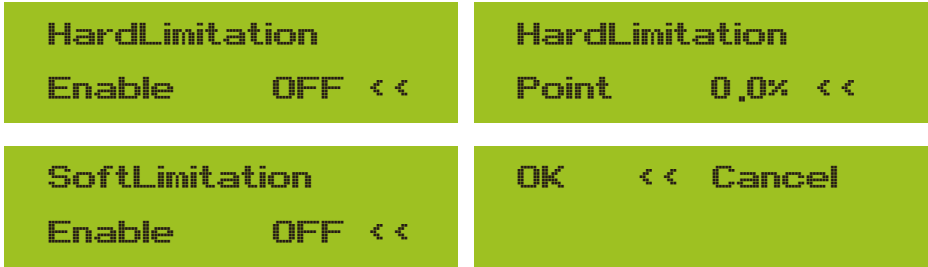 HardLimitation
Enable OFF <<
HardLimitation
Point 0.0% <<
SoftLimitation
Enable OFF <<
OK << Cancel